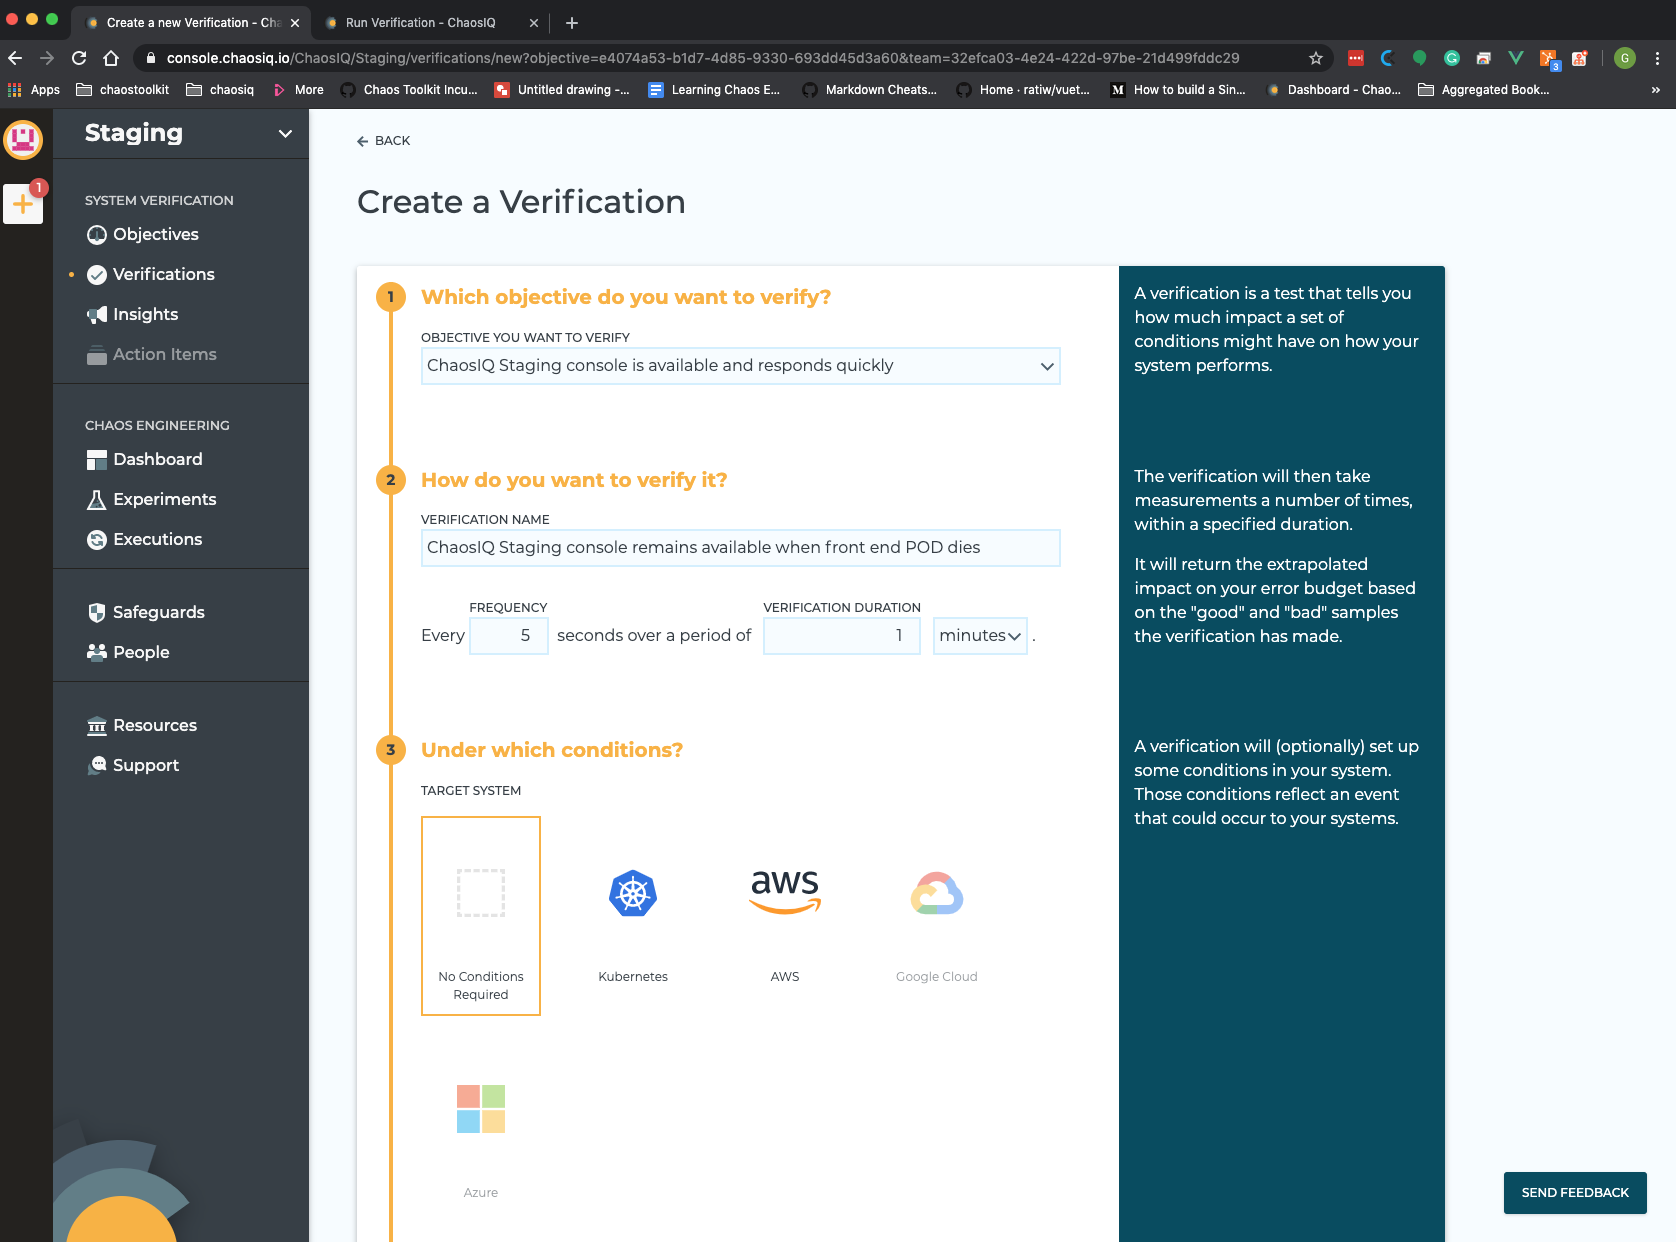 Create a new Verification - Cha
Run Verification - ChaosIQ
console.chaosiq.io/ChaosIQ/Staging/verifications/new?objective=e4074a53-b1d7-4d85-9330-693dd45d3a60&team=32efca03-4e24-422d-97be-21d499fddc29
3
G
Apps
chaostoolkit
chaosiq
More
Chaos Toolkit Incu...
Untitled drawing -...
Learning Chaos E...
Markdown Cheats...
Home · ratiw/vuet...
M
How to build a Sin...
Dashboard - Chao...
Aggregated Book...
»
1
Staging
SYSTEM VERIFICATION
Objectives
Verifications
Insights
Action Items
CHAOS ENGINEERING
Dashboard
Experiments
Executions
Safeguards
People
Resources
Support
BACK
Create a Verification
1
Which objective do you want to verify?
OBJECTIVE YOU WANT TO VERIFY
ChaosIQ Staging console is available and responds quickly
2
How do you want to verify it?
VERIFICATION NAME
ChaosIQ Staging console remains available when front end POD dies
FREQUENCY
VERIFICATION DURATION
Every 5 seconds over a period of 1 minutes .
3
Under which conditions?
TARGET SYSTEM
No Conditions
Required
Kubernetes
aws
AWS
Google Cloud
Azure
A verification is a test that tells you
how much impact a set of
conditions might have on how your
system performs.
The verification will then take
measurements a number of times,
within a specified duration.
It will return the extrapolated
impact on your error budget based
on the "good" and "bad" samples
the verification has made.
A verification will (optionally) set up
some conditions in your system.
Those conditions reflect an event
that could occur to your systems.
SEND FEEDBACK